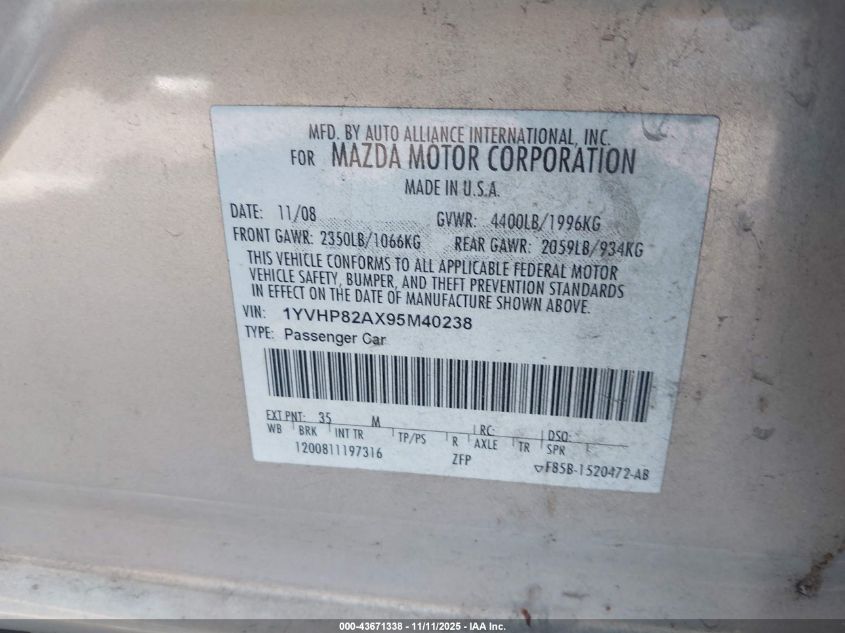 MFD. BY AUTO ALLIANCE INTERNATIONAL, INC.
FOR MAZDA MOTOR CORPORATION
MADE IN U.S.A.
DATE: 11/08 GVWR: 4400LB/1996KG
FRONT GAWR: 2350LB/1066KG REAR GAWR: 2059LB/934KG
THIS VEHICLE CONFORMS TO ALL APPLICABLE FEDERAL MOTOR
VEHICLE SAFETY, BUMPER, AND THEFT PREVENTION STANDARDS
IN EFFECT ON THE DATE OF MANUFACTURE SHOWN ABOVE.
VIN: 1YVHP82AX95M40238
TYPE: Passenger Car
EXT PNT: 35 M RC: DSO:
WB BRK INT TR TP/PS R AXLE TR SPR
1200811197316 ZFP F85B-1520472-AB
000-43671338 - 11/11/2025 - IAA Inc.